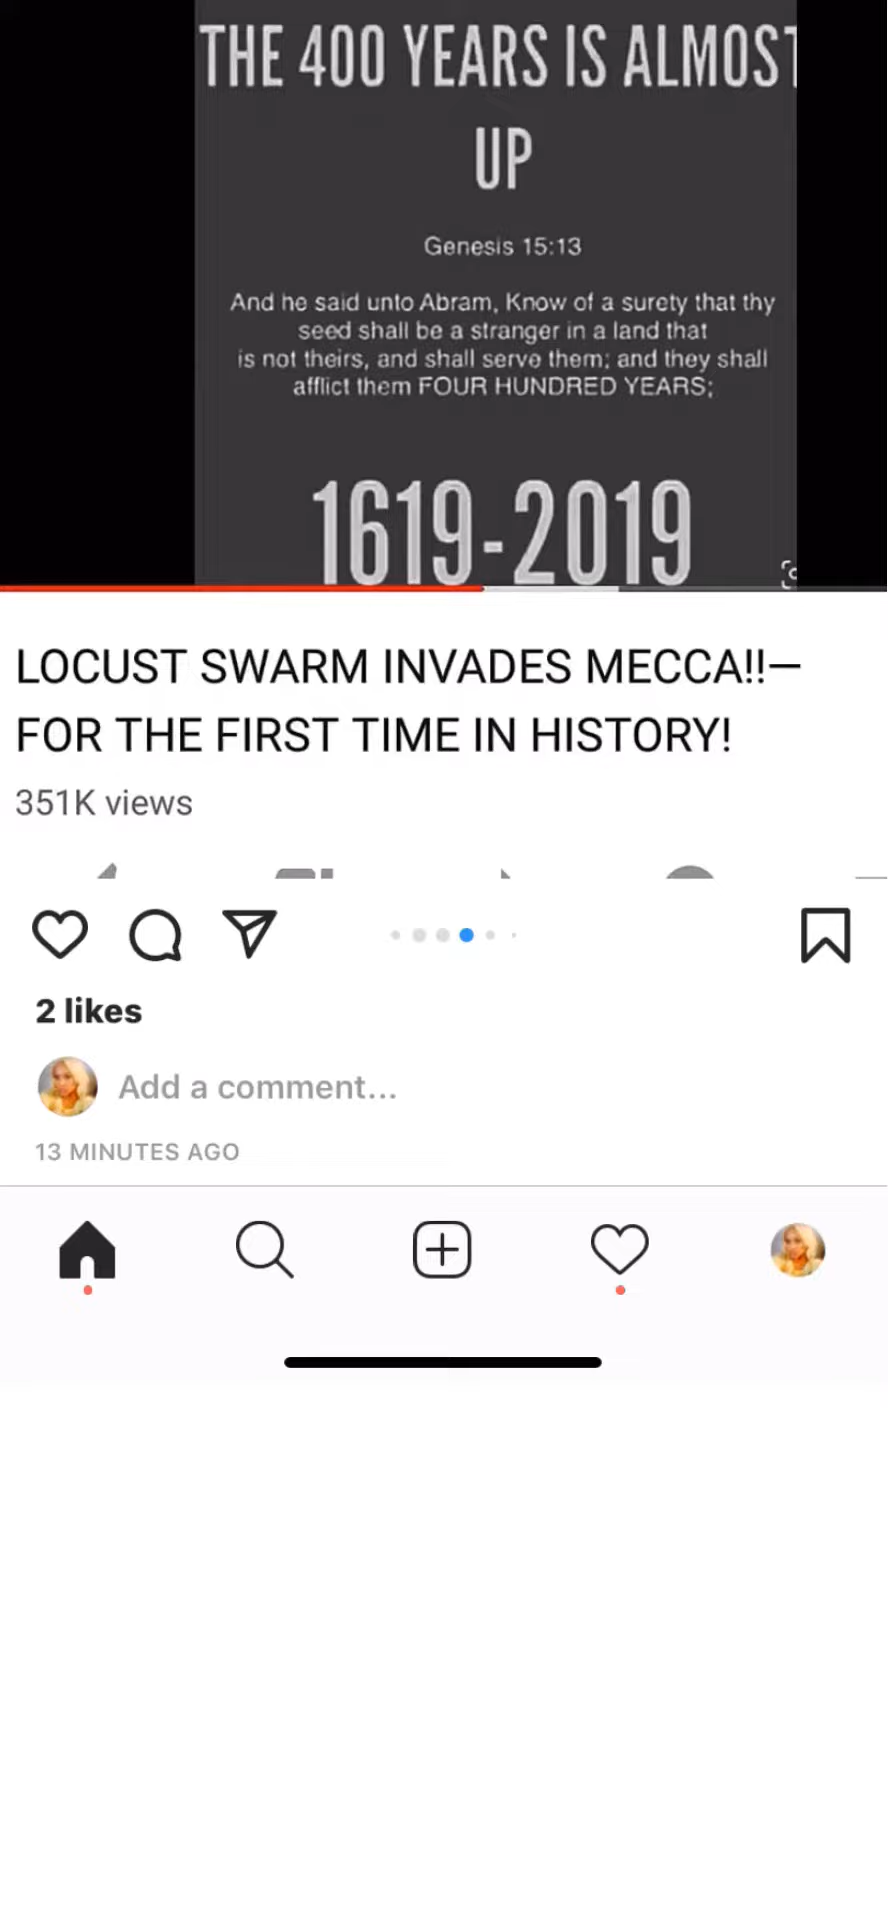 THE 400 YEARS IS ALMOST
UP
Genesis 15:13
And he said unto Abram, Know of a surety that thy
seed shall be a stranger in a land that
is not theirs, and shall serve them; and they shall
afflict them FOUR HUNDRED YEARS;
1619-2019
LOCUST SWARM INVADES MECCA!!—
FOR THE FIRST TIME IN HISTORY!
351K views
2 likes
Add a comment...
13 MINUTES AGO